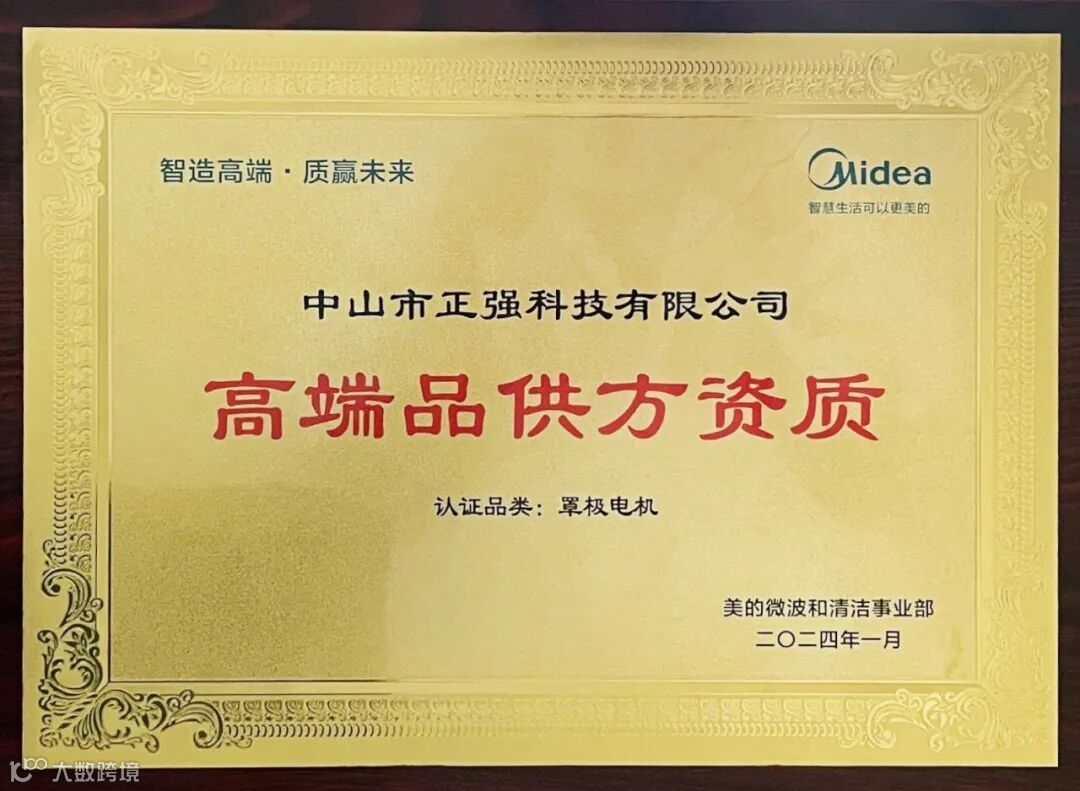 智造高端·质赢未来
Midea
智慧生活可以更美的
中山市正强科技有限公司
高端品供方资质
认证品类：罩极电机
美的微波和清洁事业部
二〇二四年一月
大数跨境